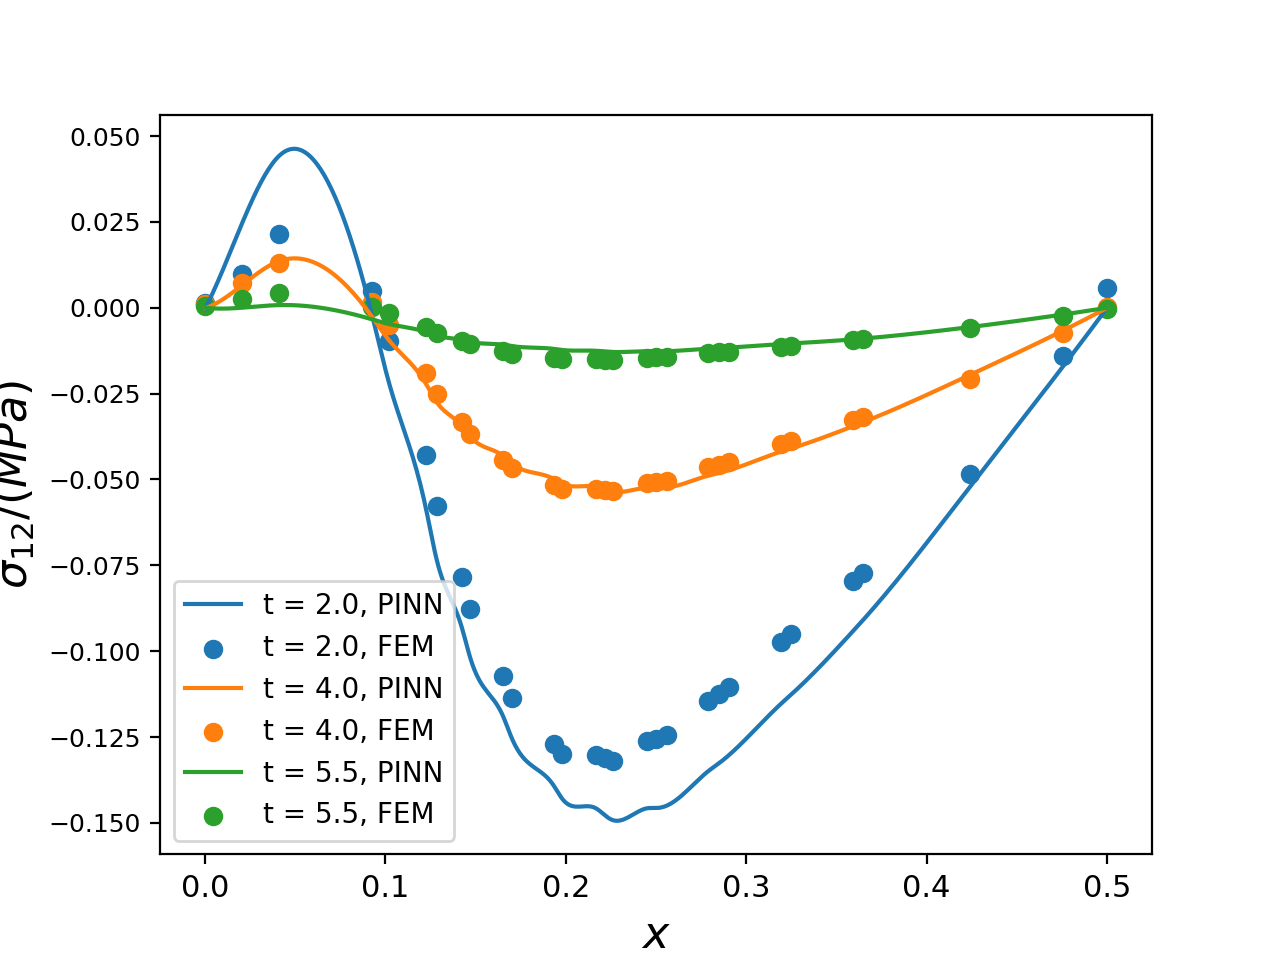 0.050
0.025
0.000
−0.025
−0.050
−0.075
−0.100
−0.125
−0.150
σ₁₂/(MPa)
t = 2.0, PINN
t = 2.0, FEM
t = 4.0, PINN
t = 4.0, FEM
t = 5.5, PINN
t = 5.5, FEM
0.0 0.1 0.2 0.3 0.4 0.5
x